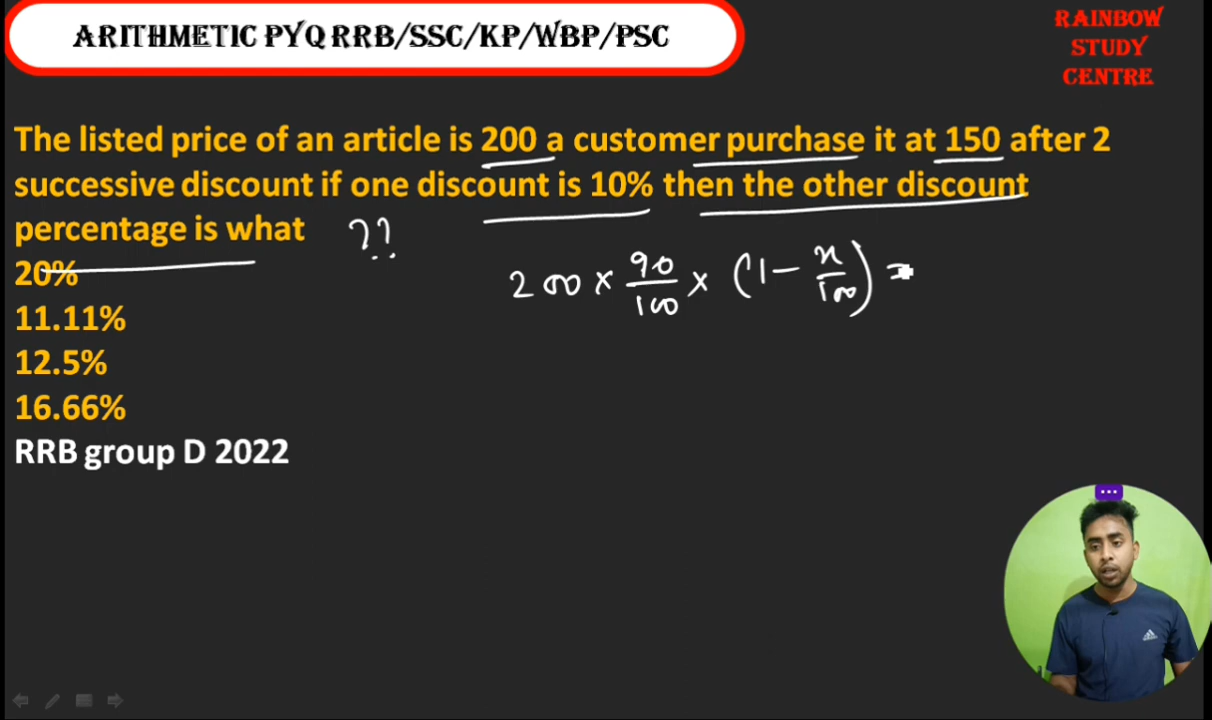 ARITHMETIC PYQ RRB/SSC/KP/WBP/PSC
RAINBOW
STUDY
CENTRE
The listed price of an article is 200 a customer purchase it at 150 after 2
successive discount if one discount is 10% then the other discount
percentage is what ??
20%
200 × 90/100 × (1 - x/100) =
11.11%
12.5%
16.66%
RRB group D 2022